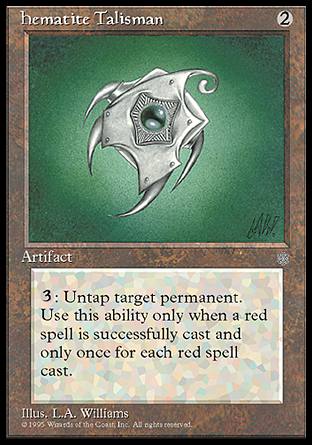 Hematite Talisman 2
Artifact
3: Untap target permanent.
Use this ability only when a red
spell is successfully cast and
only once for each red spell
cast.
Illus. L.A. Williams
© 1995 Wizards of the Coast, Inc. All rights reserved.